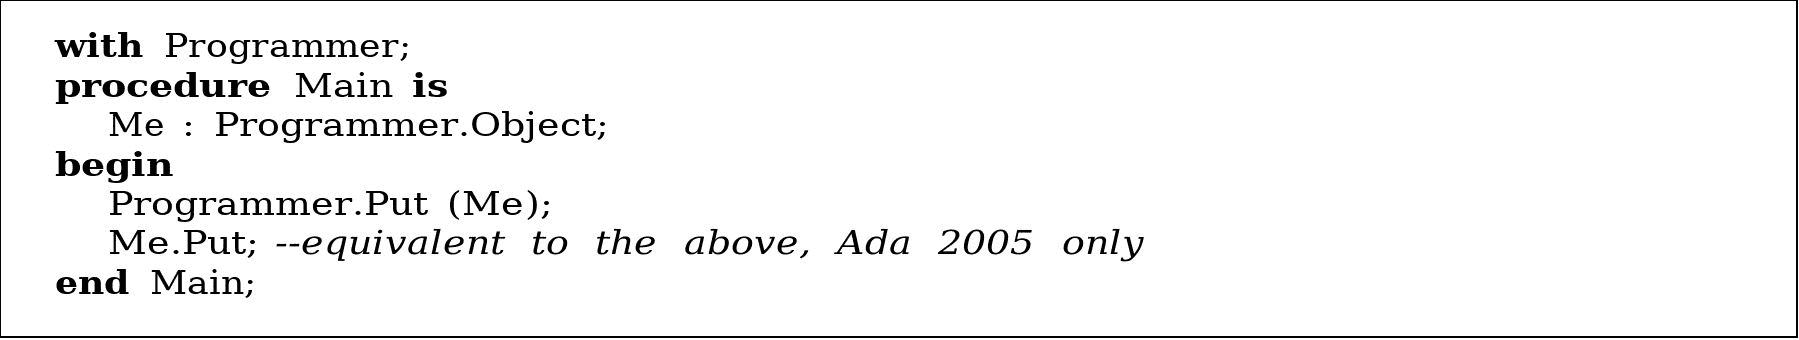 with Programmer;
procedure Main is
Me : Programmer.Object;
begin
Programmer.Put (Me);
Me.Put; --equivalent to the above, Ada 2005 only
end Main;